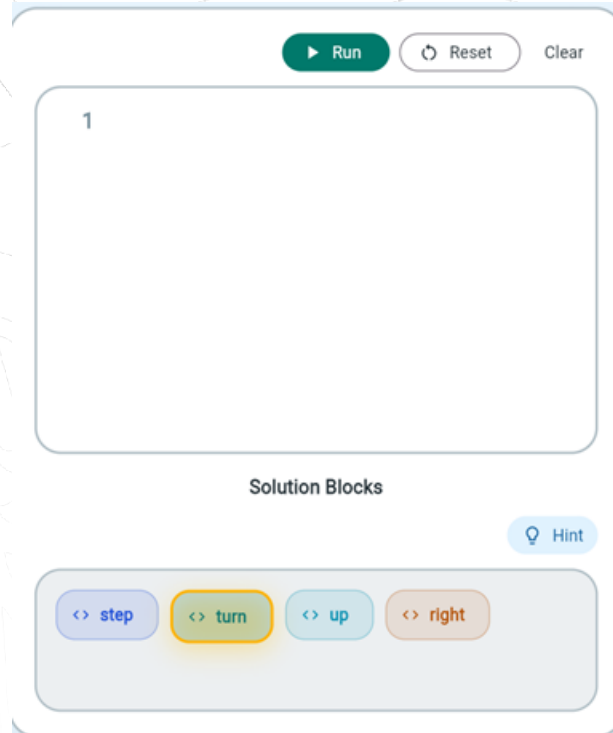 Run Reset Clear
1
Solution Blocks
Hint
<> step <> turn <> up <> right